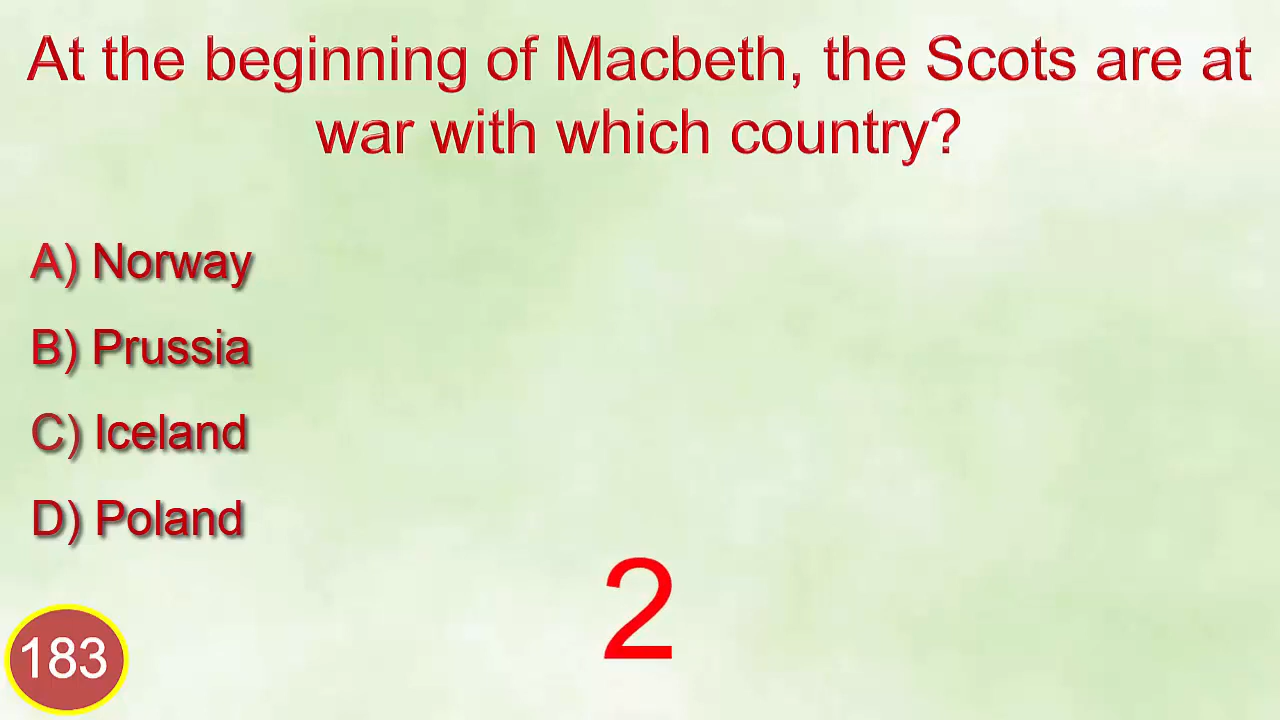 At the beginning of Macbeth, the Scots are at
war with which country?
A) Norway
B) Prussia
C) Iceland
D) Poland
2
183